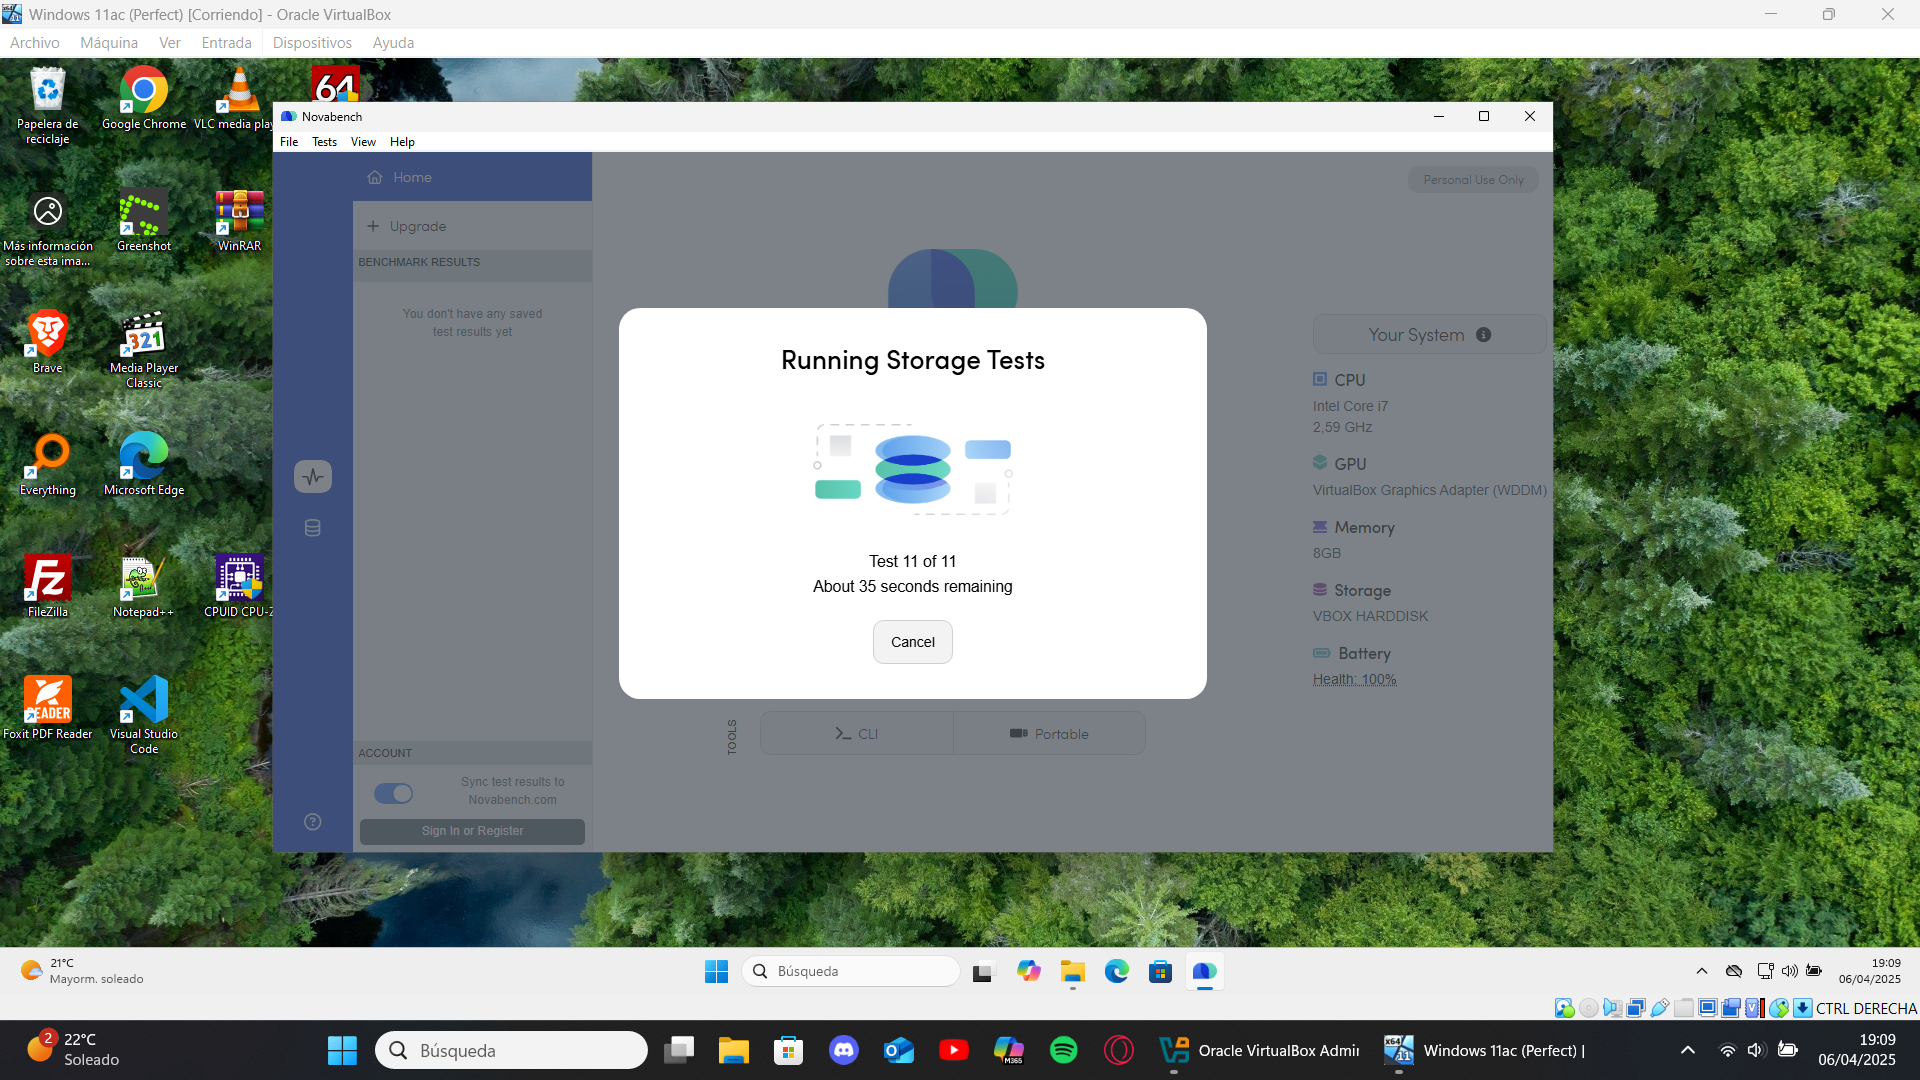 Windows 11ac (Perfect) [Corriendo] - Oracle VirtualBox
Archivo Máquina Ver Entrada Dispositivos Ayuda
Papelera de reciclaje
Google Chrome
VLC media play
64
Más información sobre esta ima...
Greenshot
WinRAR
Brave
321
Media Player Classic
Everything
Microsoft Edge
FileZilla
Notepad++
CPUID CPU-Z
READER
Foxit PDF Reader
Visual Studio Code
Novabench
File Tests View Help
Home
Upgrade
BENCHMARK RESULTS
You don't have any saved
test results yet
ACCOUNT
Sync test results to
Novabench.com
Sign In or Register
Personal Use Only
Running Storage Tests
Test 11 of 11
About 35 seconds remaining
Cancel
TOOLS
CLI
Portable
Your System
CPU
Intel Core i7
2,59 GHz
GPU
VirtualBox Graphics Adapter (WDDM)
Memory
8GB
Storage
VBOX HARDDISK
Battery
Health: 100%
21°C
Mayorm. soleado
Búsqueda
19:09
06/04/2025
CTRL DERECHA
2
22°C
Soleado
Búsqueda
M365
Oracle VirtualBox Admir
x64
11
Windows 11ac (Perfect) |
19:09
06/04/2025